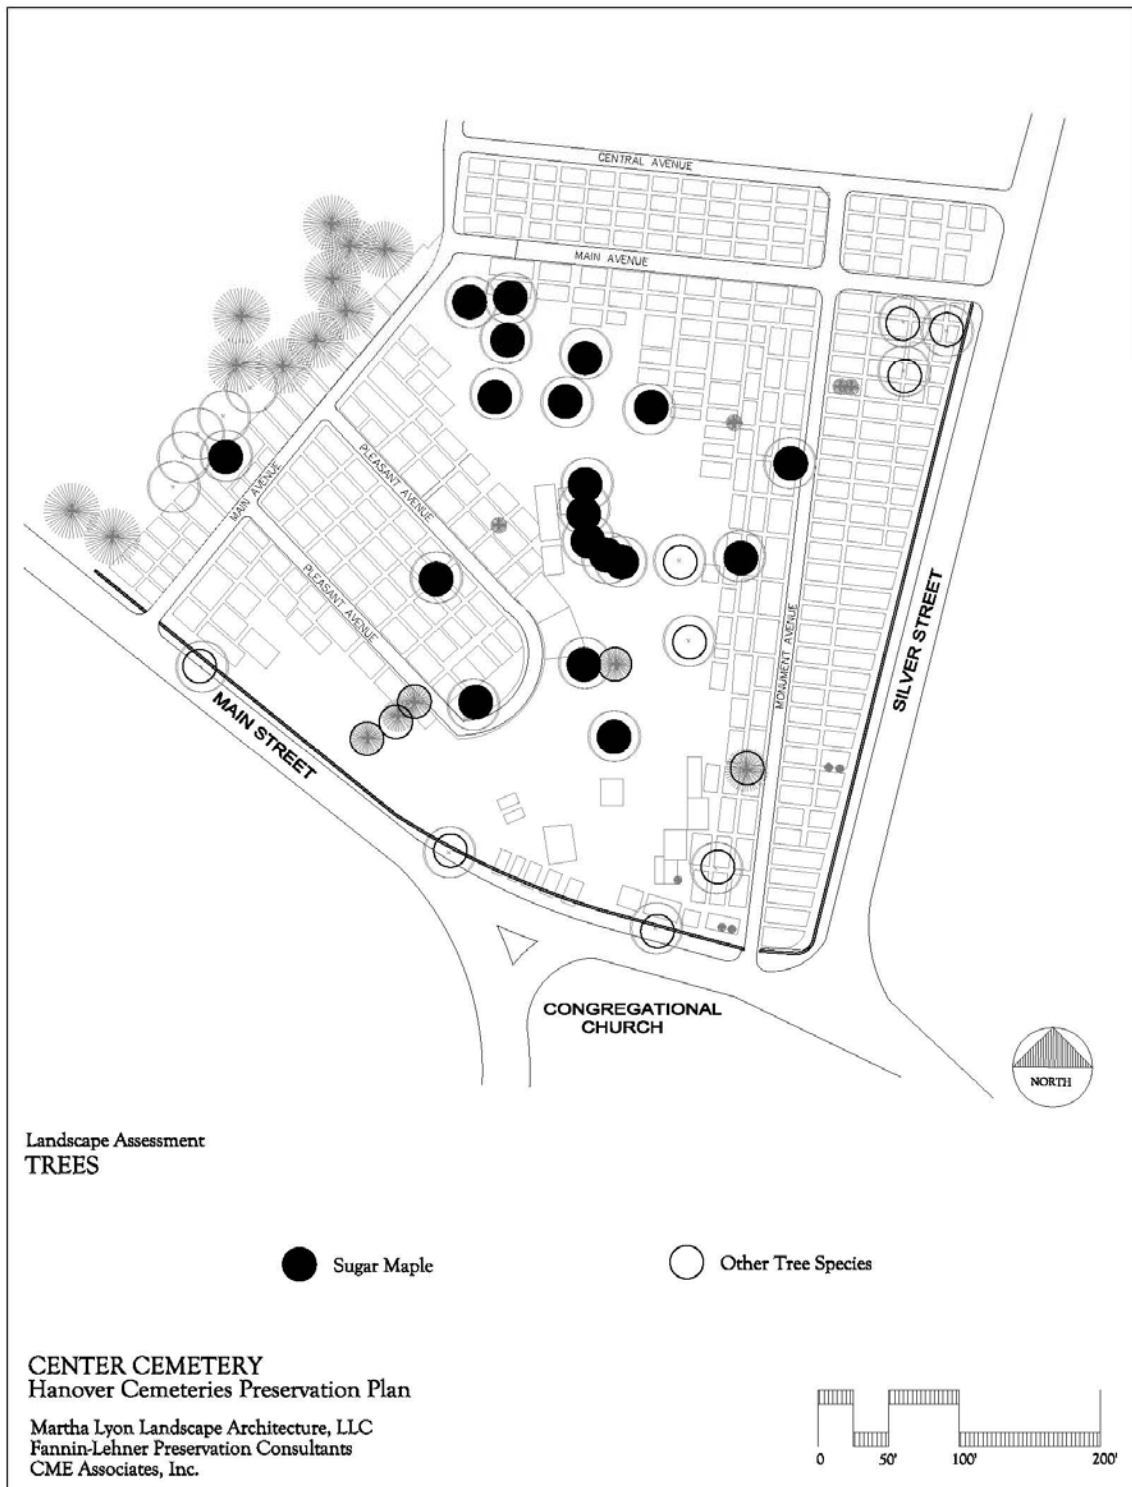 CENTRAL AVENUE
MAIN AVENUE
PLEASANT AVENUE
MAIN AVENUE
PLEASANT AVENUE
MONUMENT AVENUE
SILVER STREET
MAIN STREET
CONGREGATIONAL
CHURCH
NORTH
Landscape Assessment
TREES
Sugar Maple
Other Tree Species
CENTER CEMETERY
Hanover Cemeteries Preservation Plan
Martha Lyon Landscape Architecture, LLC
Fannin-Lehner Preservation Consultants
CME Associates, Inc.
0 50' 100' 200'